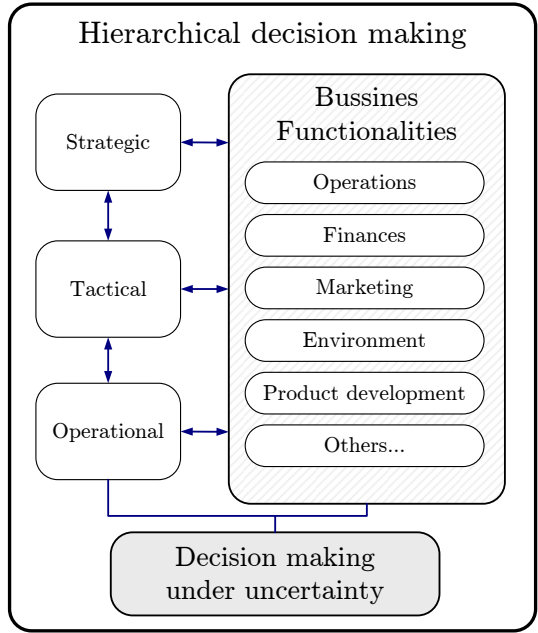 Hierarchical decision making
Strategic
Tactical
Operational
Bussines
Functionalities
Operations
Finances
Marketing
Environment
Product development
Others...
Decision making
under uncertainty